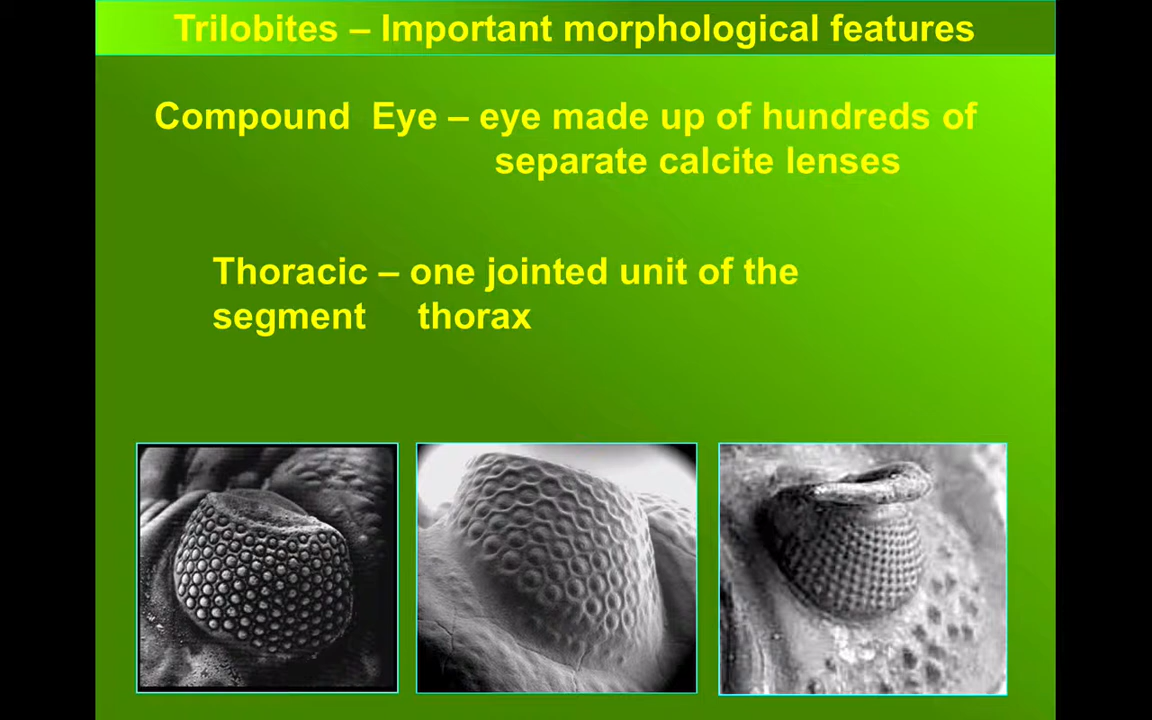 Trilobites – Important morphological features
Compound Eye – eye made up of hundreds of
separate calcite lenses
Thoracic – one jointed unit of the
segment thorax